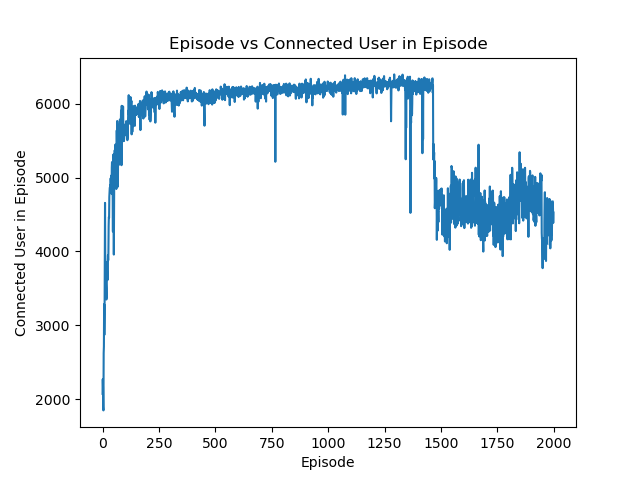 Episode vs Connected User in Episode
6000
5000
4000
3000
2000
Connected User in Episode
0 250 500 750 1000 1250 1500 1750 2000
Episode